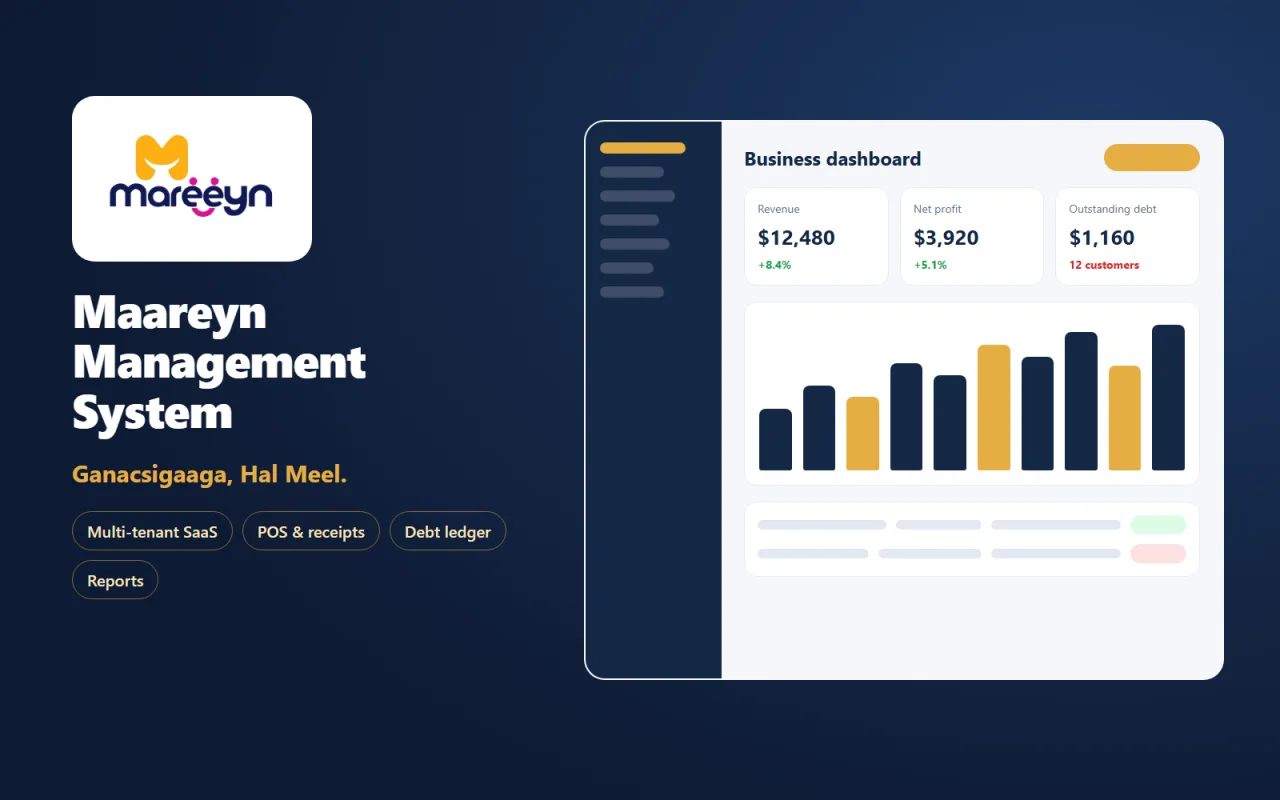 mareeyn
Maareyn
Management
System
Ganacsigaaga, Hal Meel.
Multi-tenant SaaS
POS & receipts
Debt ledger
Reports
Business dashboard
Revenue
$12,480
+8.4%
Net profit
$3,920
+5.1%
Outstanding debt
$1,160
12 customers